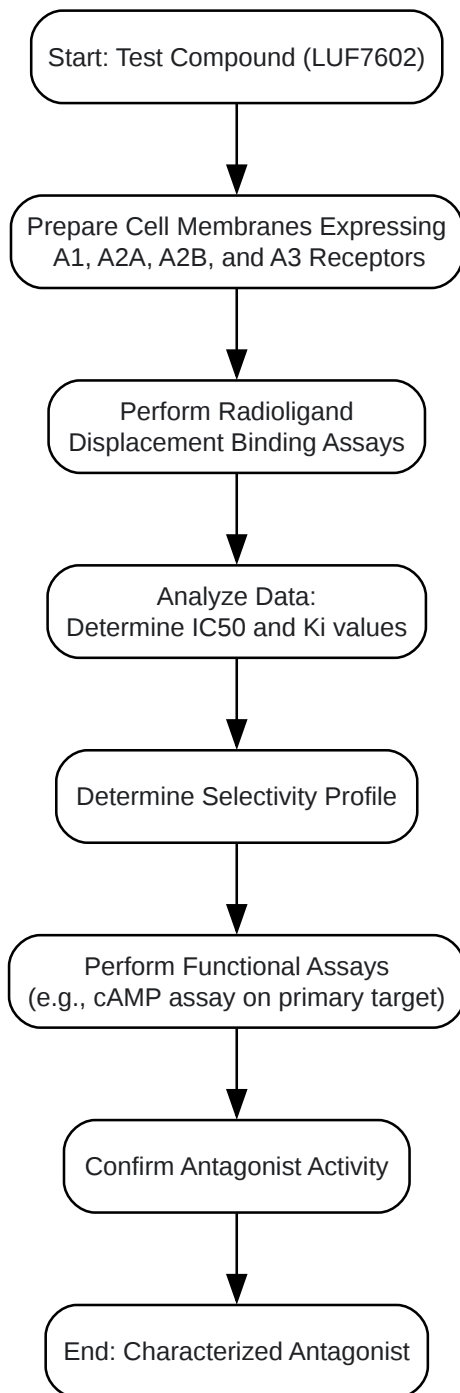 Start: Test Compound (LUF7602)
Prepare Cell Membranes Expressing
A1, A2A, A2B, and A3 Receptors
Perform Radioligand
Displacement Binding Assays
Analyze Data:
Determine IC50 and Ki values
Determine Selectivity Profile
Perform Functional Assays
(e.g., cAMP assay on primary target)
Confirm Antagonist Activity
End: Characterized Antagonist